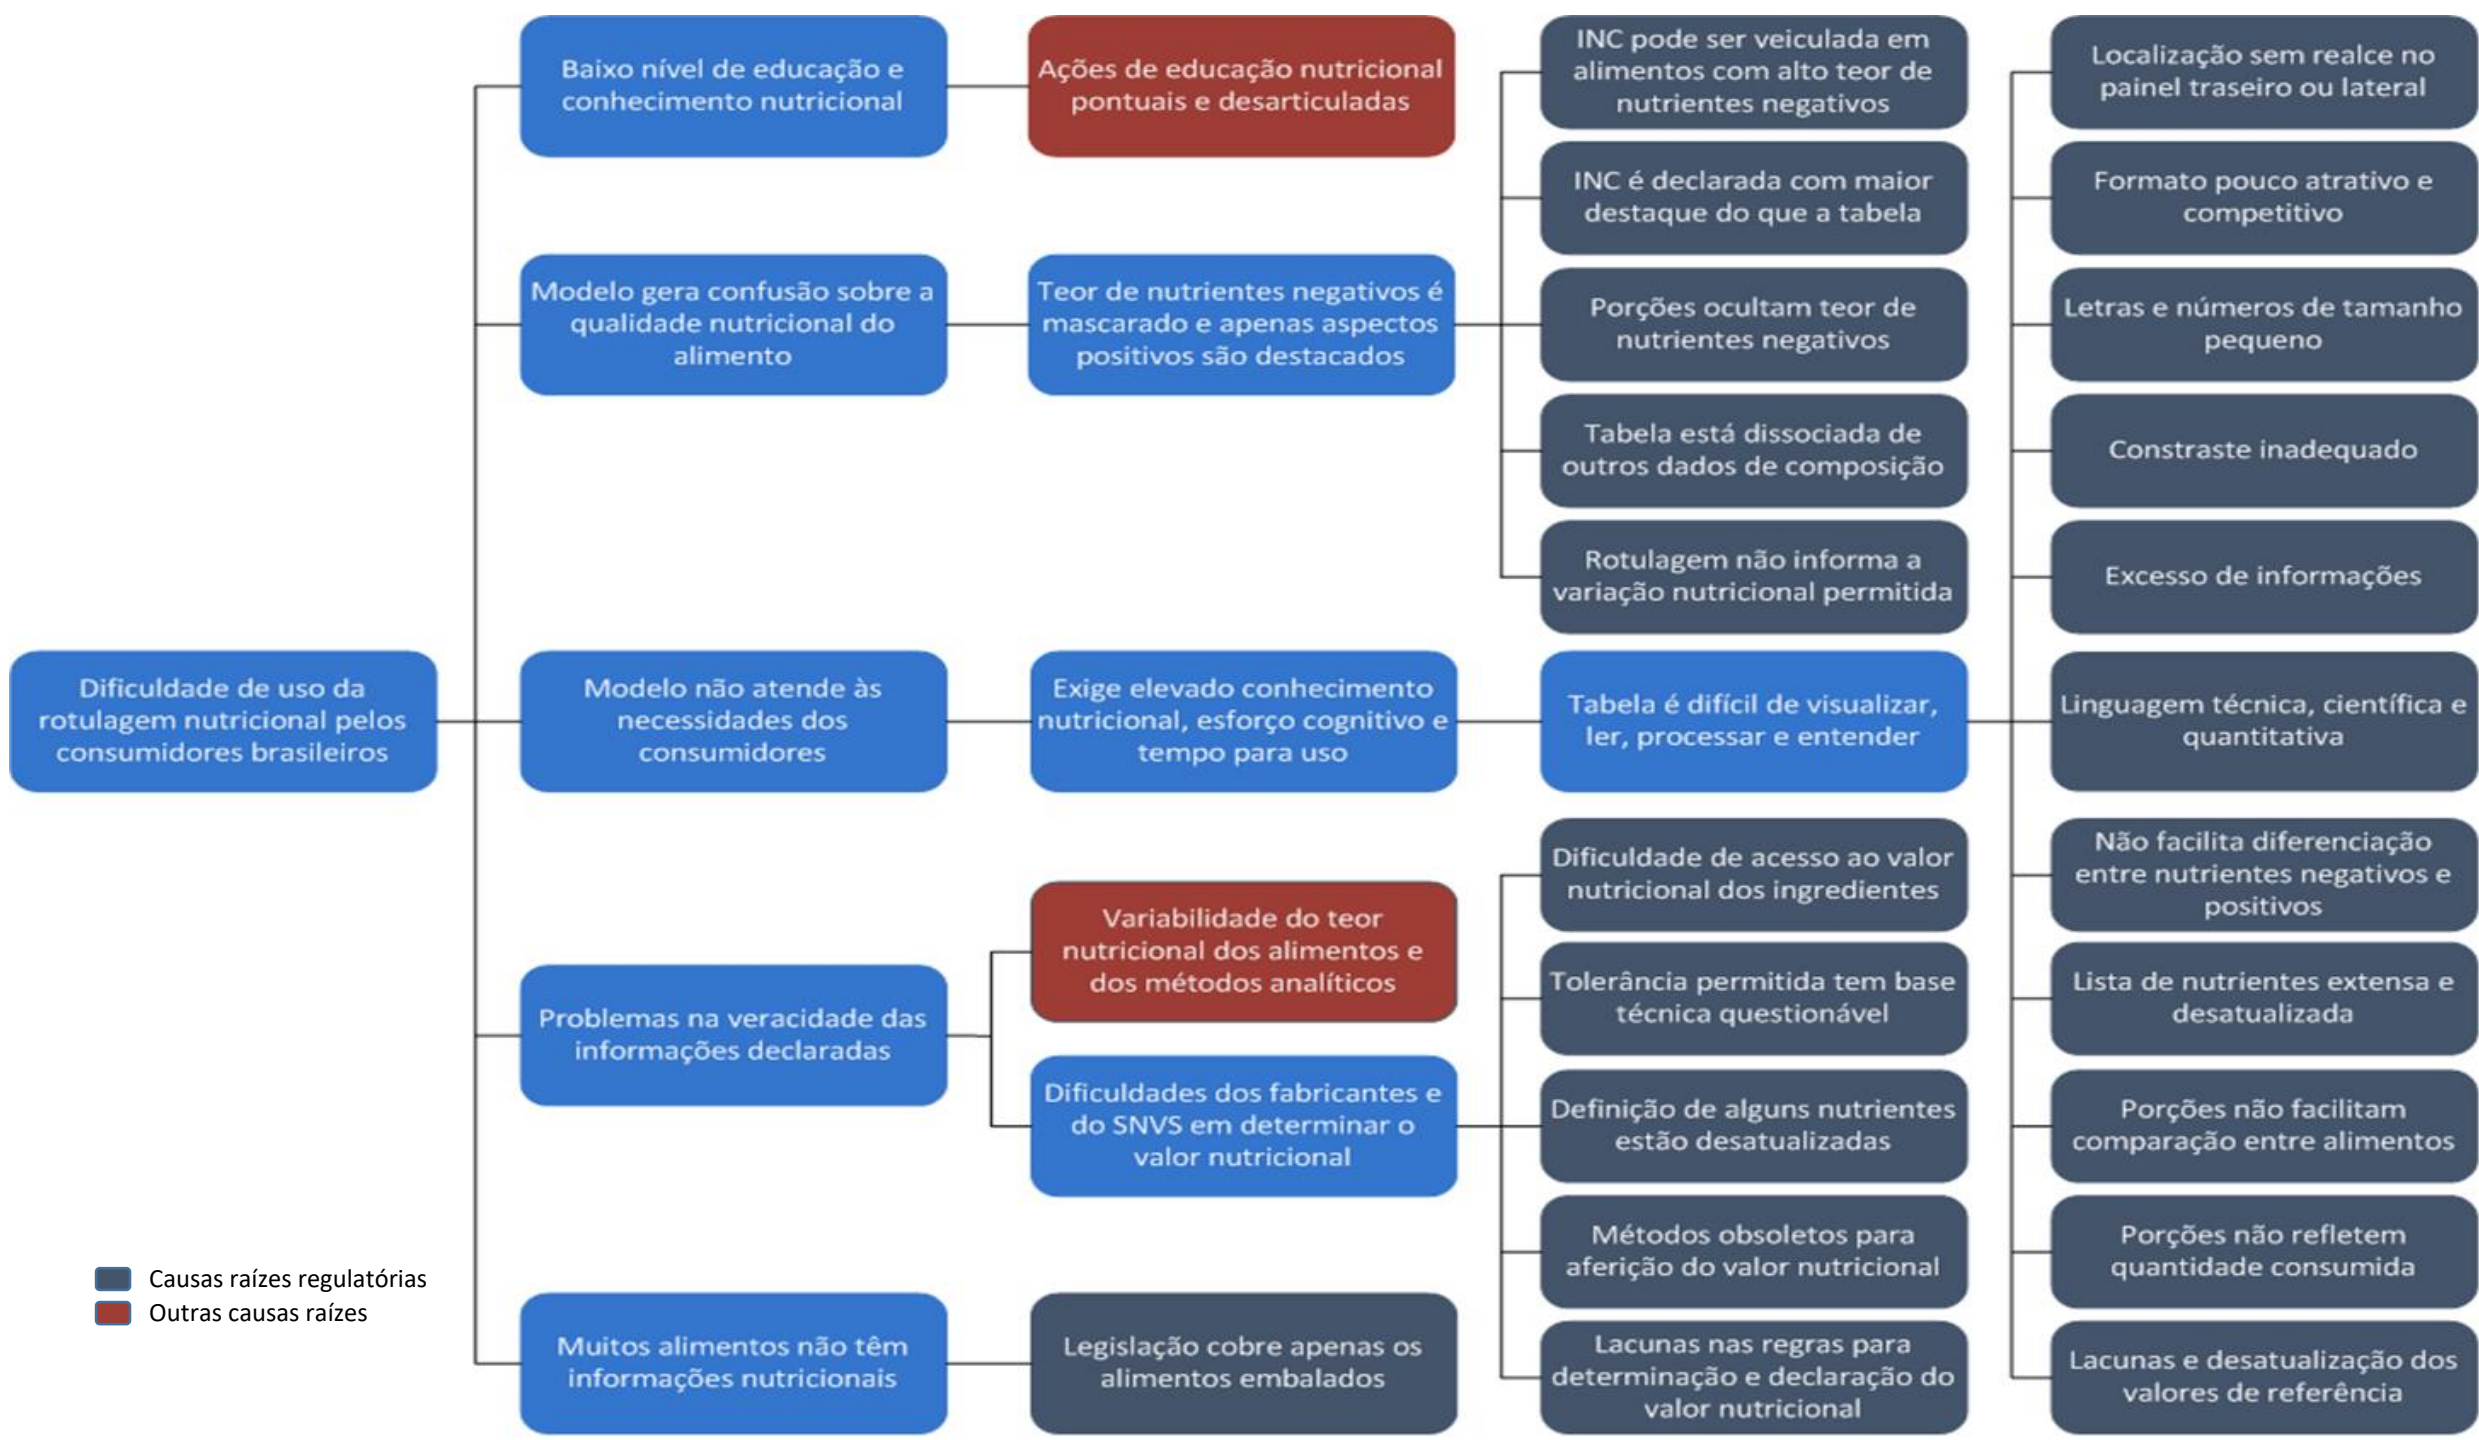 Dificuldade de uso da
rotulagem nutricional pelos
consumidores brasileiros
Baixo nível de educação e
conhecimento nutricional
Modelo gera confusão sobre a
qualidade nutricional do
alimento
Modelo não atende às
necessidades dos
consumidores
Problemas na veracidade das
informações declaradas
Muitos alimentos não têm
informações nutricionais
Ações de educação nutricional
pontuais e desarticuladas
Teor de nutrientes negativos é
mascarado e apenas aspectos
positivos são destacados
Exige elevado conhecimento
nutricional, esforço cognitivo e
tempo para uso
Variabilidade do teor
nutricional dos alimentos e
dos métodos analíticos
Dificuldades dos fabricantes e
do SNVS em determinar o
valor nutricional
Legislação cobre apenas os
alimentos embalados
INC pode ser veiculada em
alimentos com alto teor de
nutrientes negativos
INC é declarada com maior
destaque do que a tabela
Porções ocultam teor de
nutrientes negativos
Tabela está dissociada de
outros dados de composição
Rotulagem não informa a
variação nutricional permitida
Tabela é difícil de visualizar,
ler, processar e entender
Dificuldade de acesso ao valor
nutricional dos ingredientes
Tolerância permitida tem base
técnica questionável
Definição de alguns nutrientes
estão desatualizadas
Métodos obsoletos para
aferição do valor nutricional
Lacunas nas regras para
determinação e declaração do
valor nutricional
Localização sem realce no
painel traseiro ou lateral
Formato pouco atrativo e
competitivo
Letras e números de tamanho
pequeno
Constraste inadequado
Excesso de informações
Linguagem técnica, científica e
quantitativa
Não facilita diferenciação
entre nutrientes negativos e
positivos
Lista de nutrientes extensa e
desatualizada
Porções não facilitam
comparação entre alimentos
Porções não refletem
quantidade consumida
Lacunas e desatualização dos
valores de referência
Causas raízes regulatórias
Outras causas raízes